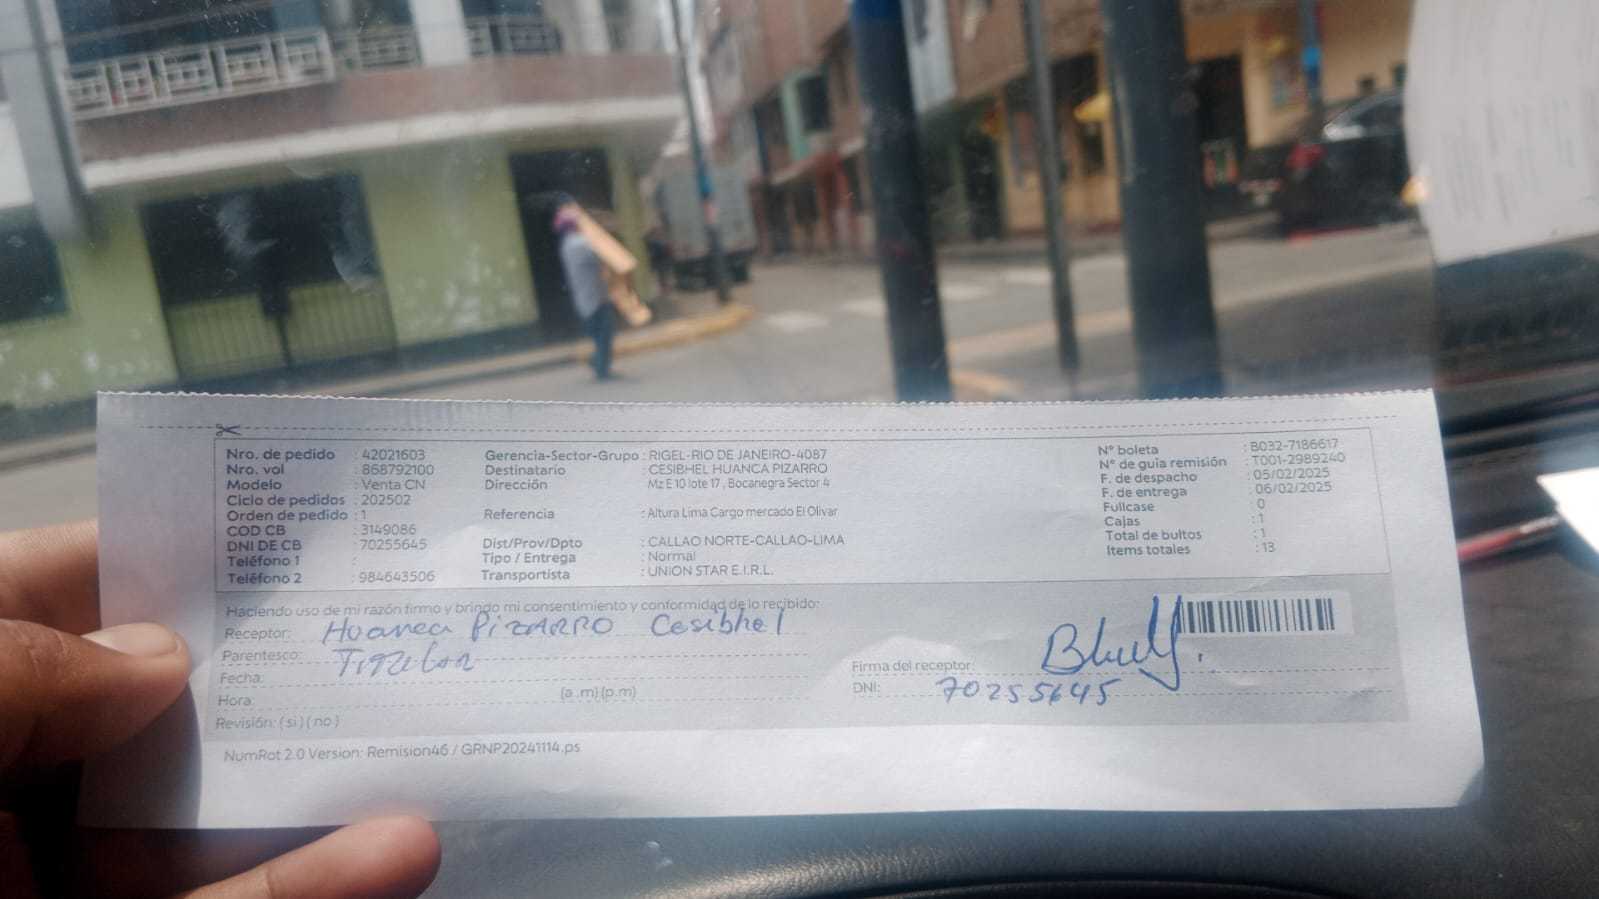 Nro. de pedido : 42021603
Nro. vol : 868792100
Modelo : Venta CN
Ciclo de pedidos : 202502
Orden de pedido : 1
COD CB : 3149086
DNI DE CB : 70255645
Teléfono 1 :
Teléfono 2 : 984643506
Gerencia-Sector-Grupo : RIGEL-RIO DE JANEIRO-4087
Destinatario : CESIBHEL HUANCA PIZARRO
Dirección : Mz E 10 lote 17 , Bocanegra Sector 4
Referencia : Altura Lima Cargo mercado El Olivar
Dist/Prov/Dpto : CALLAO NORTE-CALLAO-LIMA
Tipo / Entrega : Normal
Transportista : UNION STAR E.I.R.L.
N° boleta : B032-7186617
N° de guia remisión : T001-2989240
F. de despacho : 05/02/2025
F. de entrega : 06/02/2025
Fullcase : 0
Cajas : 1
Total de bultos : 1
Items totales : 13
Haciendo uso de mi razón firmo y brindo mi consentimiento y conformidad de lo recibido:
Receptor: Huanca PIZARRO Cesibhel
Parentesco:
Fecha:
Hora: (a .m) (p.m)
Revisión: ( si ) ( no )
Firma del receptor:
DNI: 70255645
NumRot 2.0 Version: Remision46 / GRNP20241114.ps